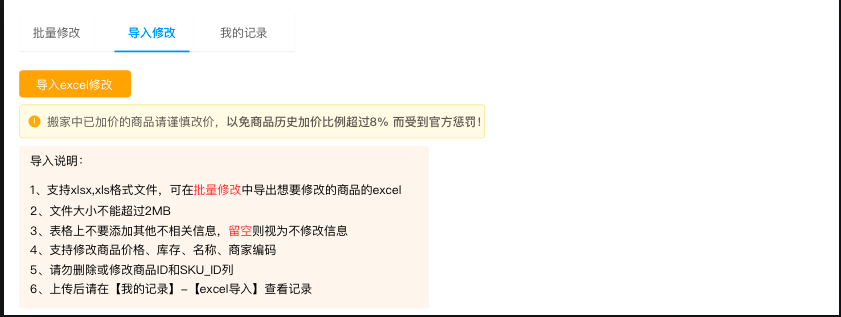 批量修改 导入修改 我的记录
导入excel修改
搬家中已加价的商品请谨慎改价，以免商品历史加价比例超过8% 而受到官方惩罚！
导入说明：
1、支持xlsx,xls格式文件，可在批量修改中导出想要修改的商品的excel
2、文件大小不能超过2MB
3、表格上不要添加其他不相关信息，留空则视为不修改信息
4、支持修改商品价格、库存、名称、商家编码
5、请勿删除或修改商品ID和SKU_ID列
6、上传后请在【我的记录】-【excel导入】查看记录